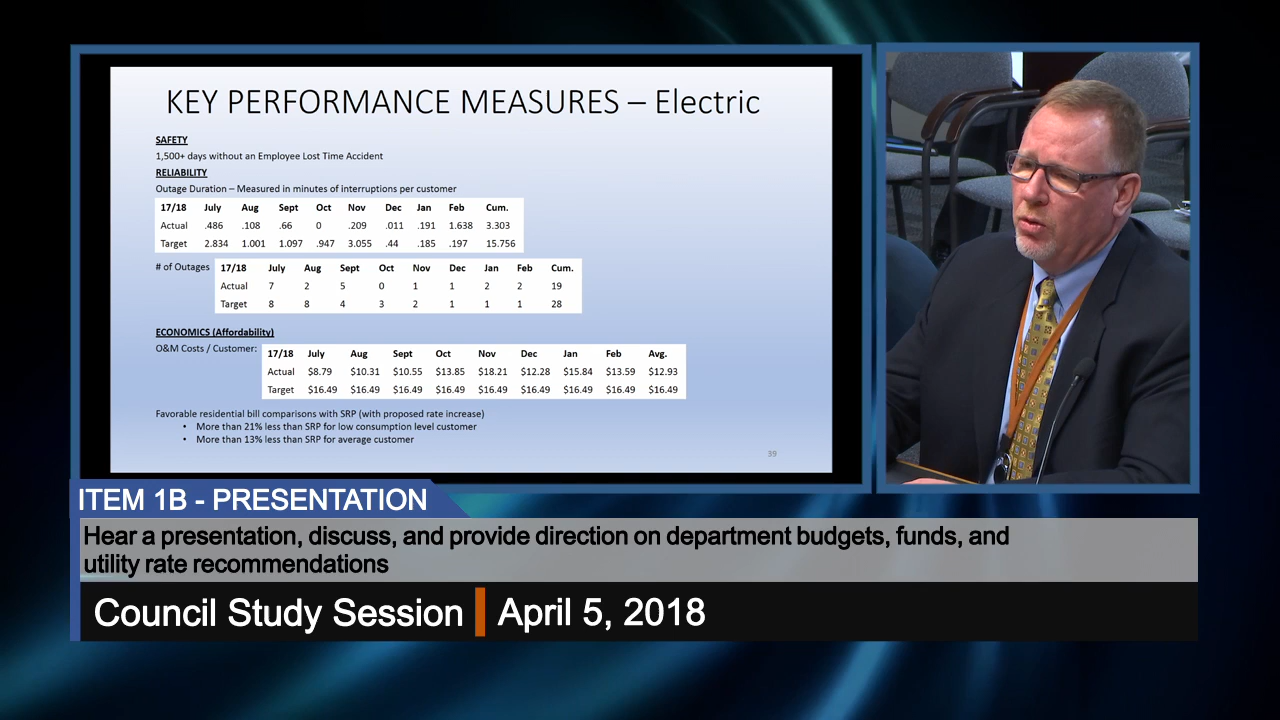 KEY PERFORMANCE MEASURES – Electric
SAFETY
1,500+ days without an Employee Lost Time Accident
RELIABILITY
Outage Duration – Measured in minutes of interruptions per customer
17/18 July Aug Sept Oct Nov Dec Jan Feb Cum.
Actual .486 .108 .66 0 .209 .011 .191 1.638 3.303
Target 2.834 1.001 1.097 .947 3.055 .44 .185 .197 15.756
# of Outages
17/18 July Aug Sept Oct Nov Dec Jan Feb Cum.
Actual 7 2 5 0 1 1 2 2 19
Target 8 8 4 3 2 1 1 1 28
ECONOMICS (Affordability)
O&M Costs / Customer:
17/18 July Aug Sept Oct Nov Dec Jan Feb Avg.
Actual $8.79 $10.31 $10.55 $13.85 $18.21 $12.28 $15.84 $13.59 $12.93
Target $16.49 $16.49 $16.49 $16.49 $16.49 $16.49 $16.49 $16.49 $16.49
Favorable residential bill comparisons with SRP (with proposed rate increase)
• More than 21% less than SRP for low consumption level customer
• More than 13% less than SRP for average customer
39
ITEM 1B - PRESENTATION
Hear a presentation, discuss, and provide direction on department budgets, funds, and
utility rate recommendations
Council Study Session | April 5, 2018